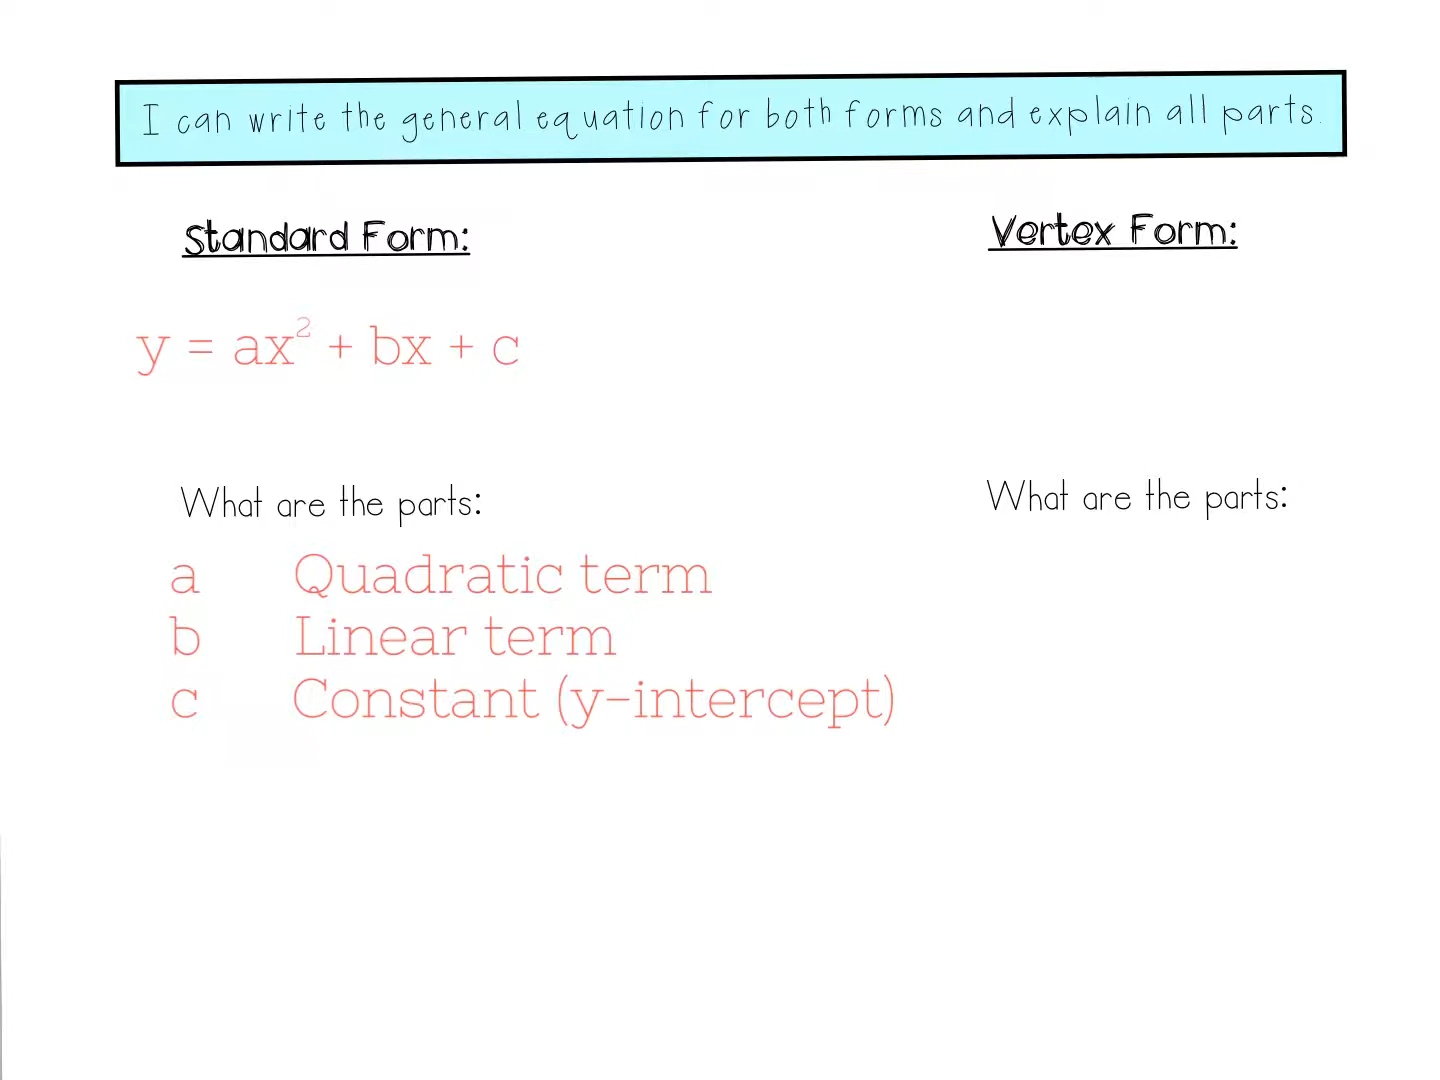 I can write the general equation for both forms and explain all parts.
Standard Form:
Vertex Form:
y = ax² + bx + c
What are the parts:
What are the parts:
a Quadratic term
b Linear term
c Constant (y-intercept)